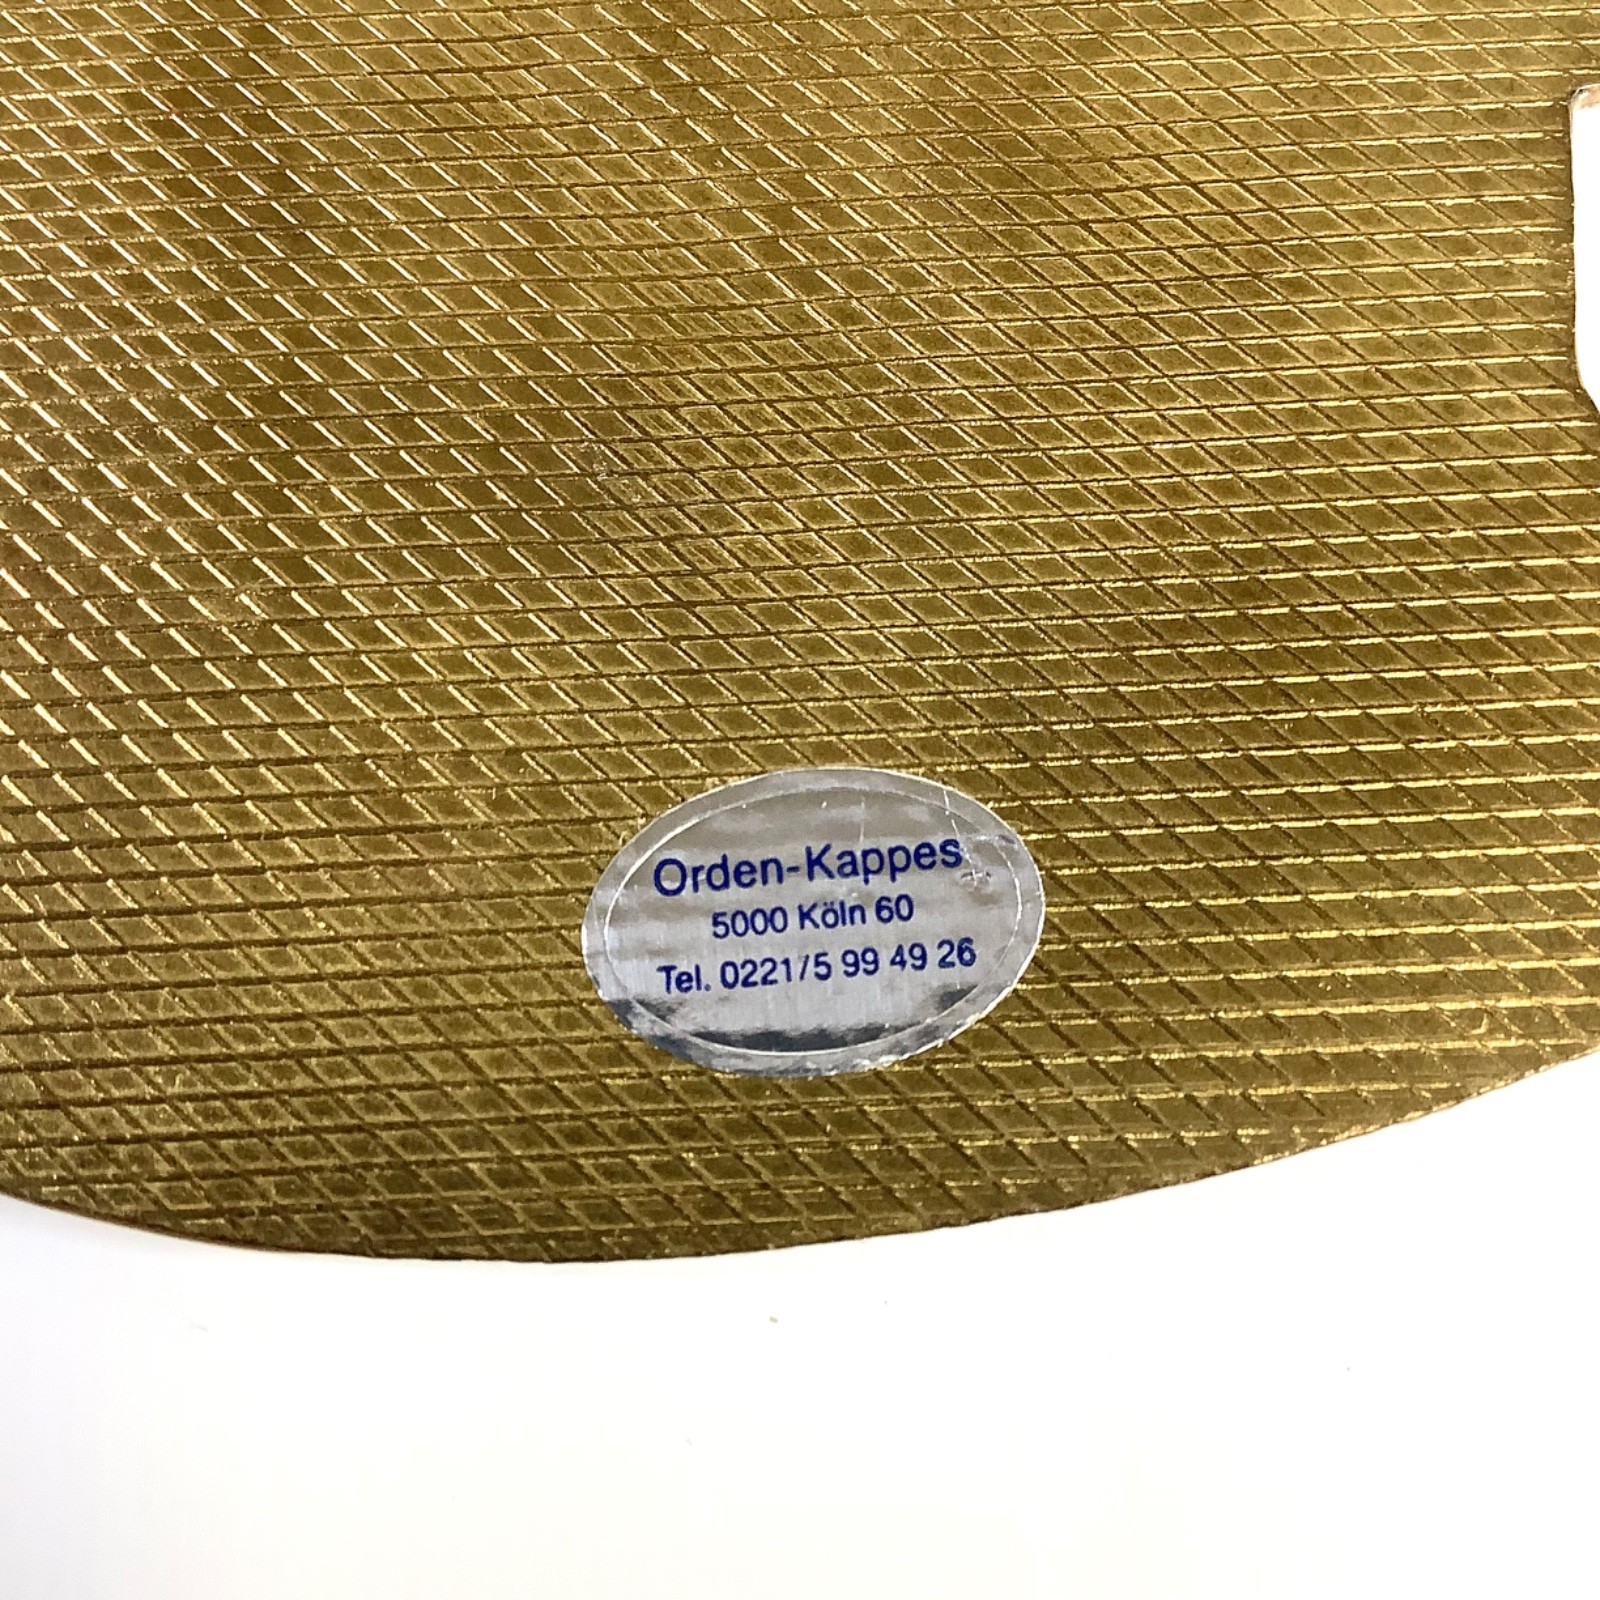 Orden-Kappes
5000 Köln 60
Tel. 0221/5 99 49 26